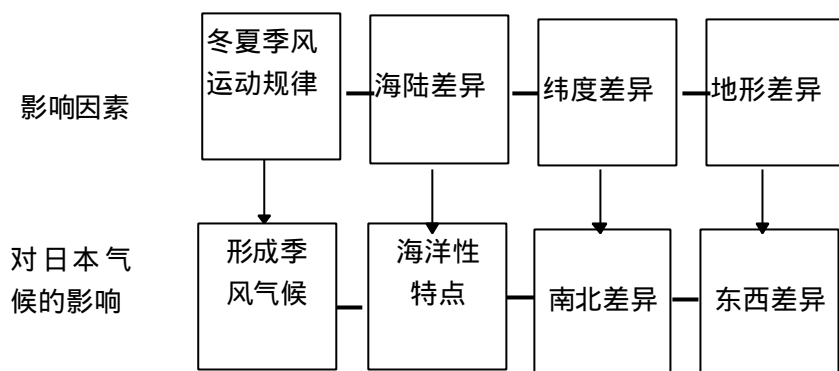 冬夏季风
运动规律
海陆差异
纬度差异
地形差异
影响因素
形成季
风气候
海洋性
特点
南北差异
东西差异
对日本气
候的影响